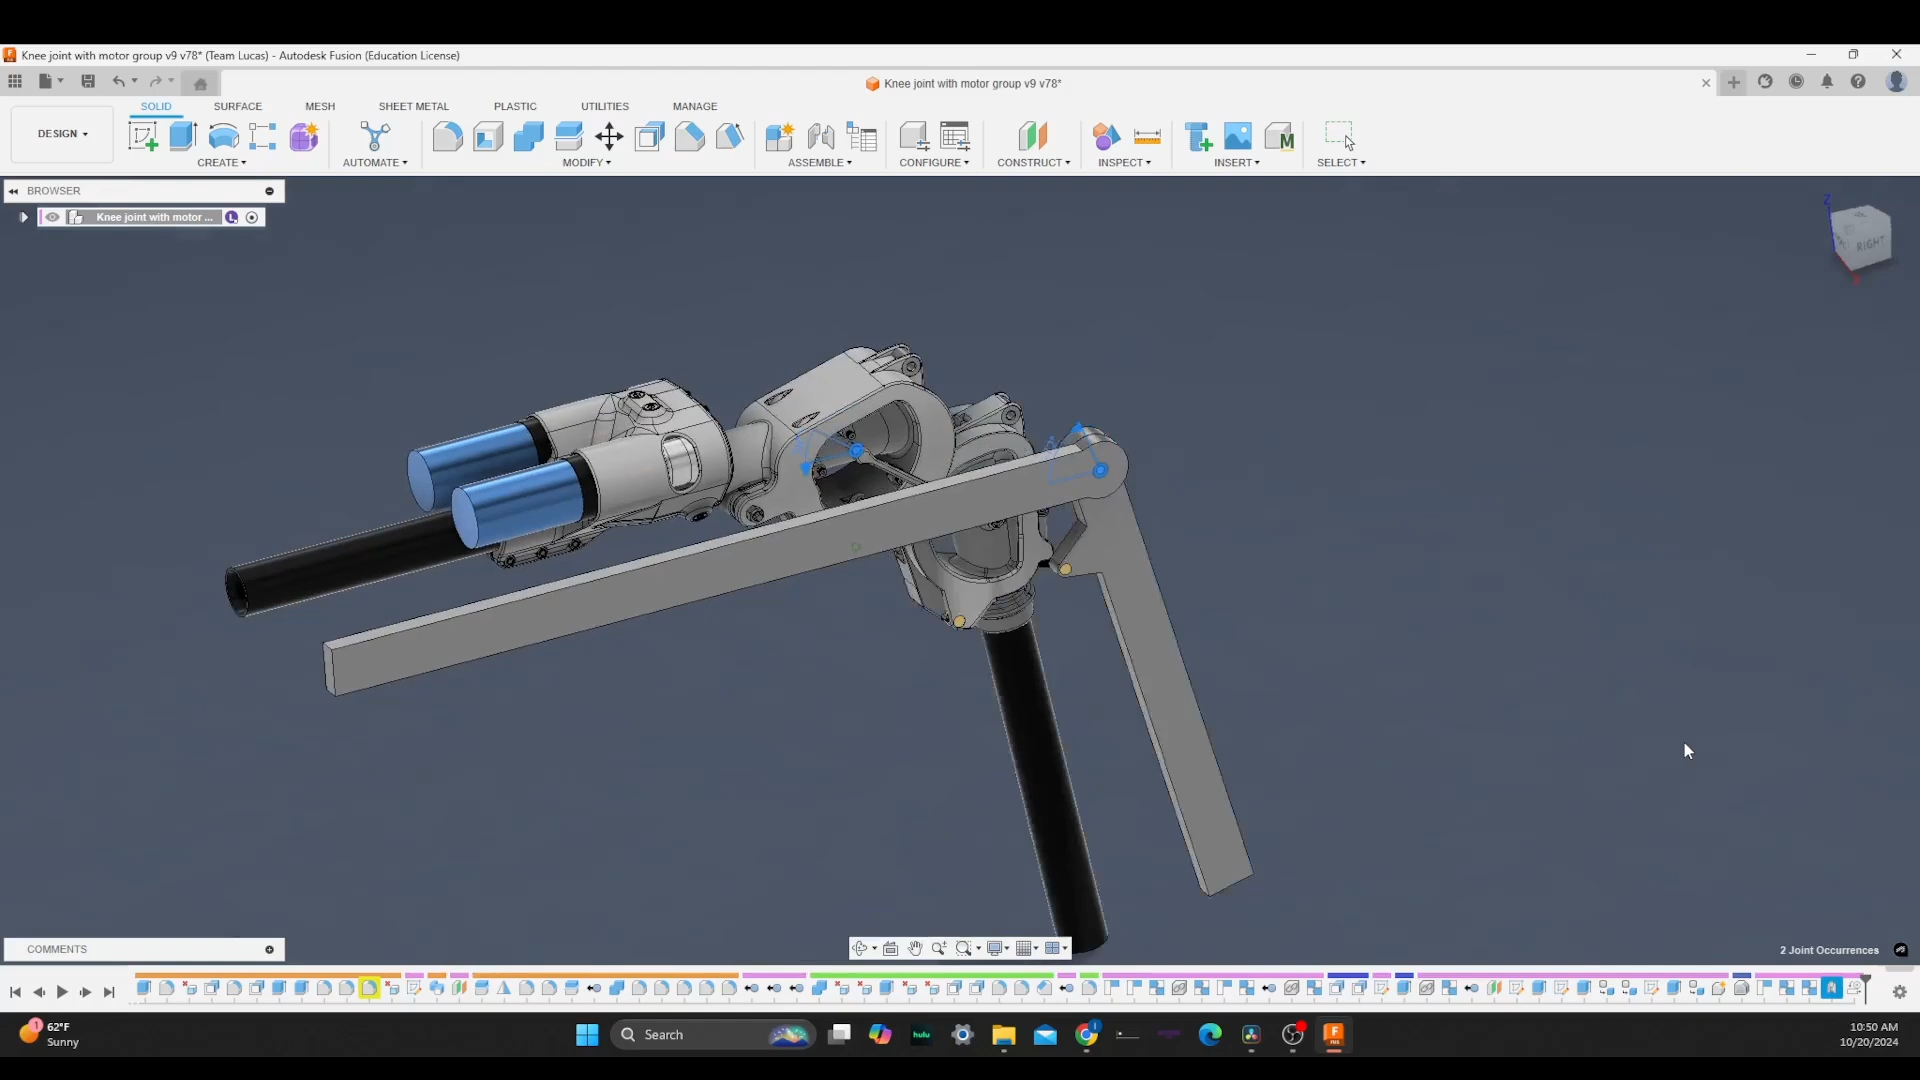 Knee joint with motor group v9 v78* (Team Lucas) - Autodesk Fusion (Education License)
Knee joint with motor group v9 v78*
SOLID SURFACE MESH SHEET METAL PLASTIC UTILITIES MANAGE
DESIGN
CREATE AUTOMATE MODIFY ASSEMBLE CONFIGURE CONSTRUCT INSPECT INSERT SELECT
BROWSER
Knee joint with motor ...
Z
RIGHT
COMMENTS
2 Joint Occurrences
1
62°F
Sunny
Search
hulu
10:50 AM
10/20/2024